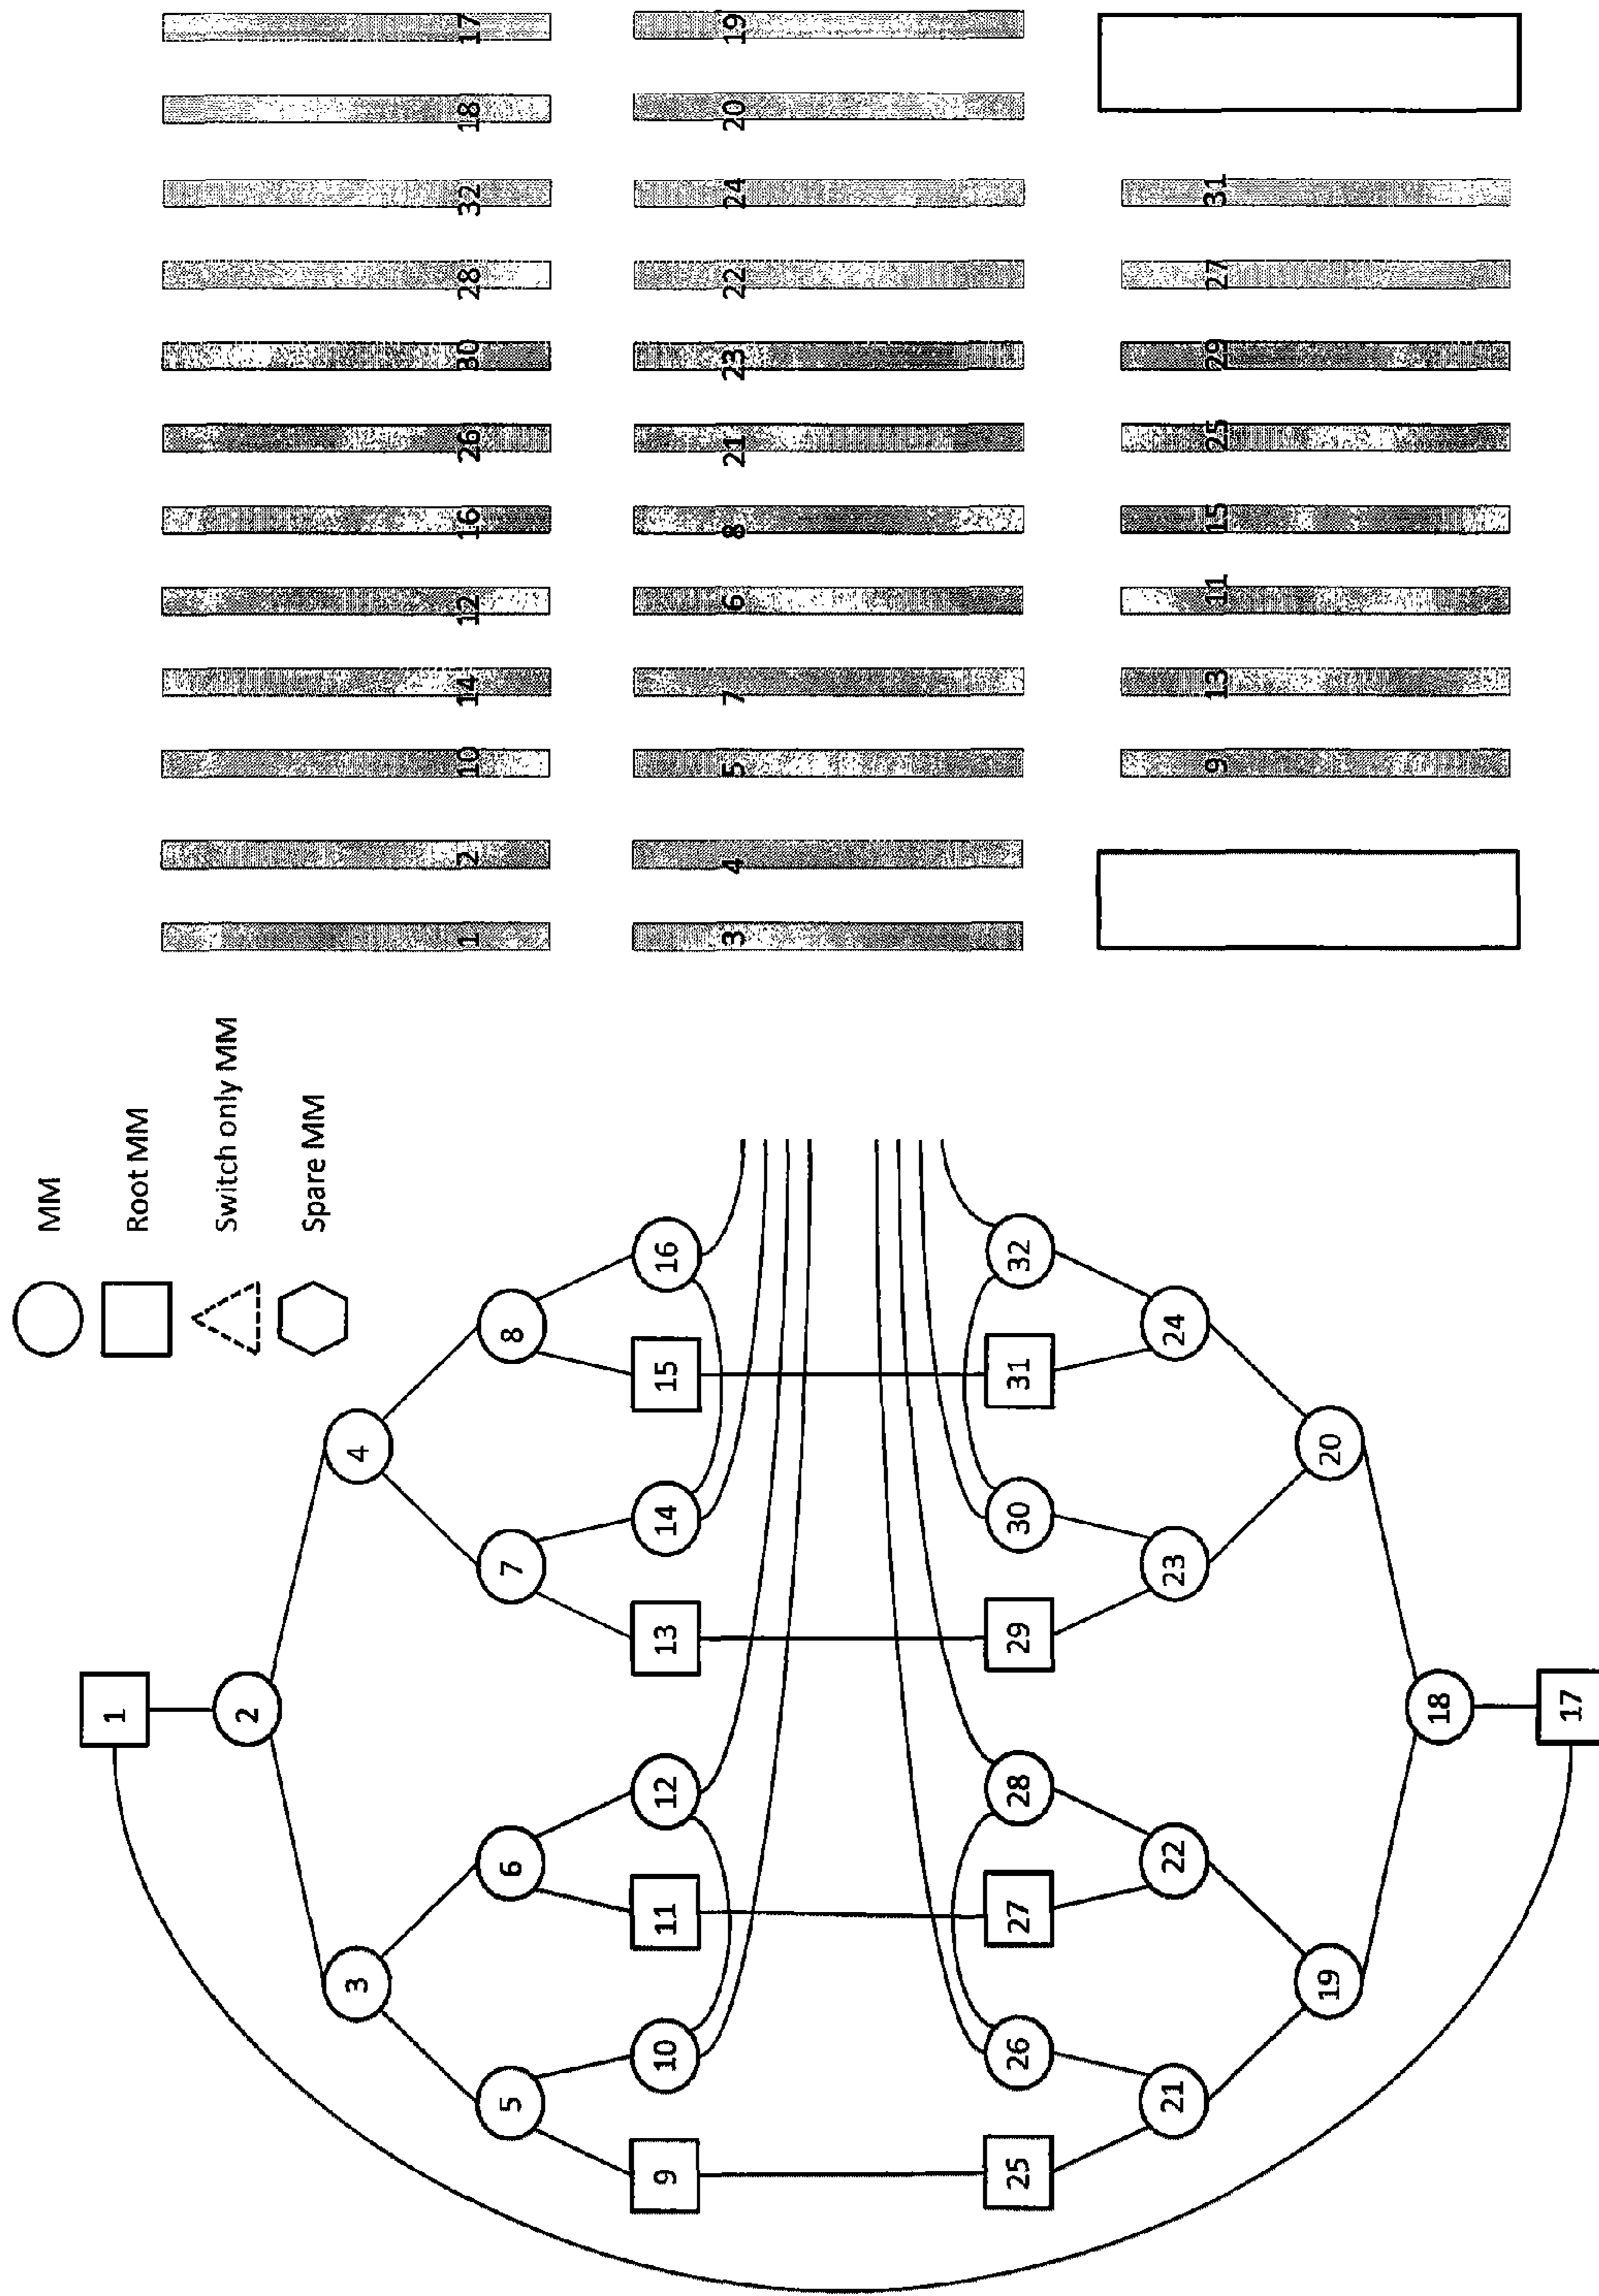 MM
Root MM
Switch only MM
Spare MM
1
2
3 4
5 6 7 8
9 10 11 12 13 14 15 16
25 26 27 28 29 30 31 32
21 22 23 24
19 20
18
17
1 2 10 14 12 16 26 30 28 32 18 17
3 4 5 7 6 8 21 23 22 24 20 19
9 13 11 15 25 29 27 31